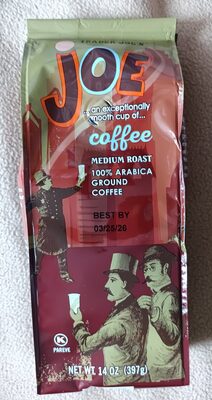 TRADER JOE'S
JOE
an exceptionally
smooth cup of...
coffee
MEDIUM ROAST
100% ARABICA
GROUND
COFFEE
BEST BY
03/25/26
K
PAREVE
NET WT. 14 OZ (397g)